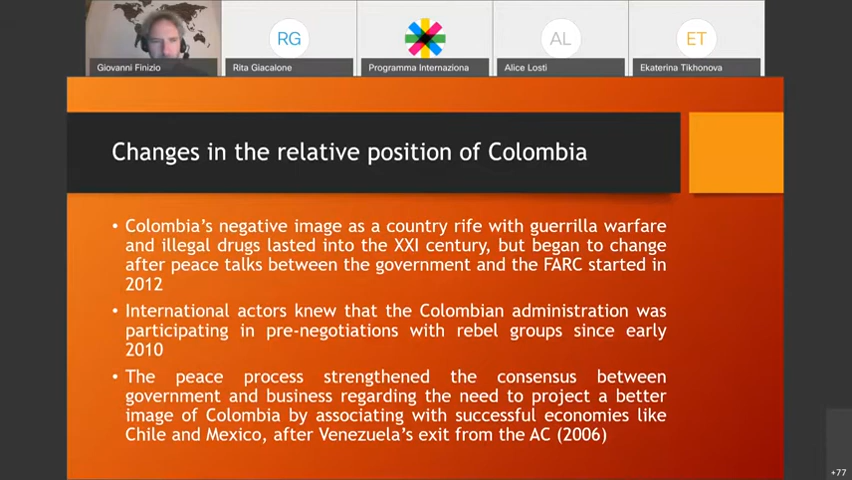 RG
AL
ET
Giovanni Finizio
Rita Giacalone
Programma Internaziona
Alice Losti
Ekaterina Tikhonova
Changes in the relative position of Colombia
• Colombia's negative image as a country rife with guerrilla warfare
and illegal drugs lasted into the XXI century, but began to change
after peace talks between the government and the FARC started in
2012
• International actors knew that the Colombian administration was
participating in pre-negotiations with rebel groups since early
2010
• The peace process strengthened the consensus between
government and business regarding the need to project a better
image of Colombia by associating with successful economies like
Chile and Mexico, after Venezuela's exit from the AC (2006)
+77